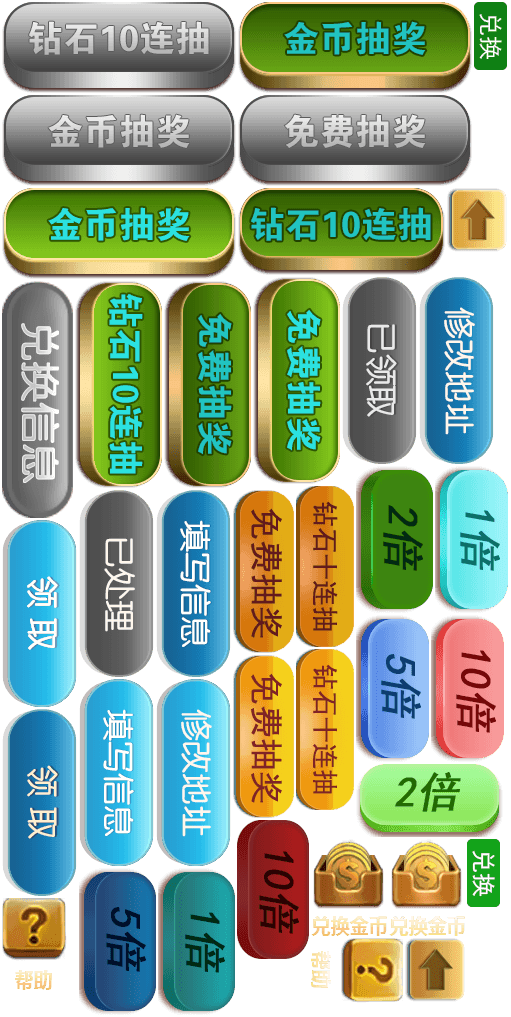 钻石10连抽
金币抽奖
兑换
金币抽奖
免费抽奖
金币抽奖
钻石10连抽
兑换信息
钻石10连抽
免费抽奖
免费抽奖
已领取
修改地址
领取
已处理
填写信息
免费抽奖
钻石十连抽
2倍
1倍
5倍
10倍
领取
填写信息
修改地址
免费抽奖
钻石十连抽
2倍
10倍
兑换
?
帮助
5倍
1倍
$
$
兑换金币
兑换金币
帮助
?